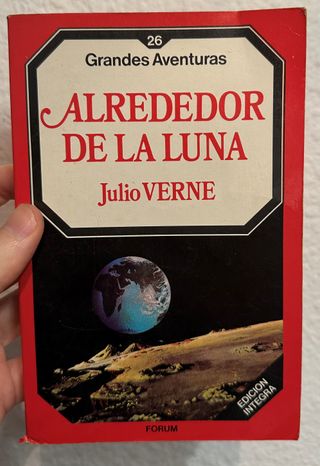 26
Grandes Aventuras
ALREDEDOR
DE LA LUNA
Julio VERNE
EDICION
INTEGRA
FORUM